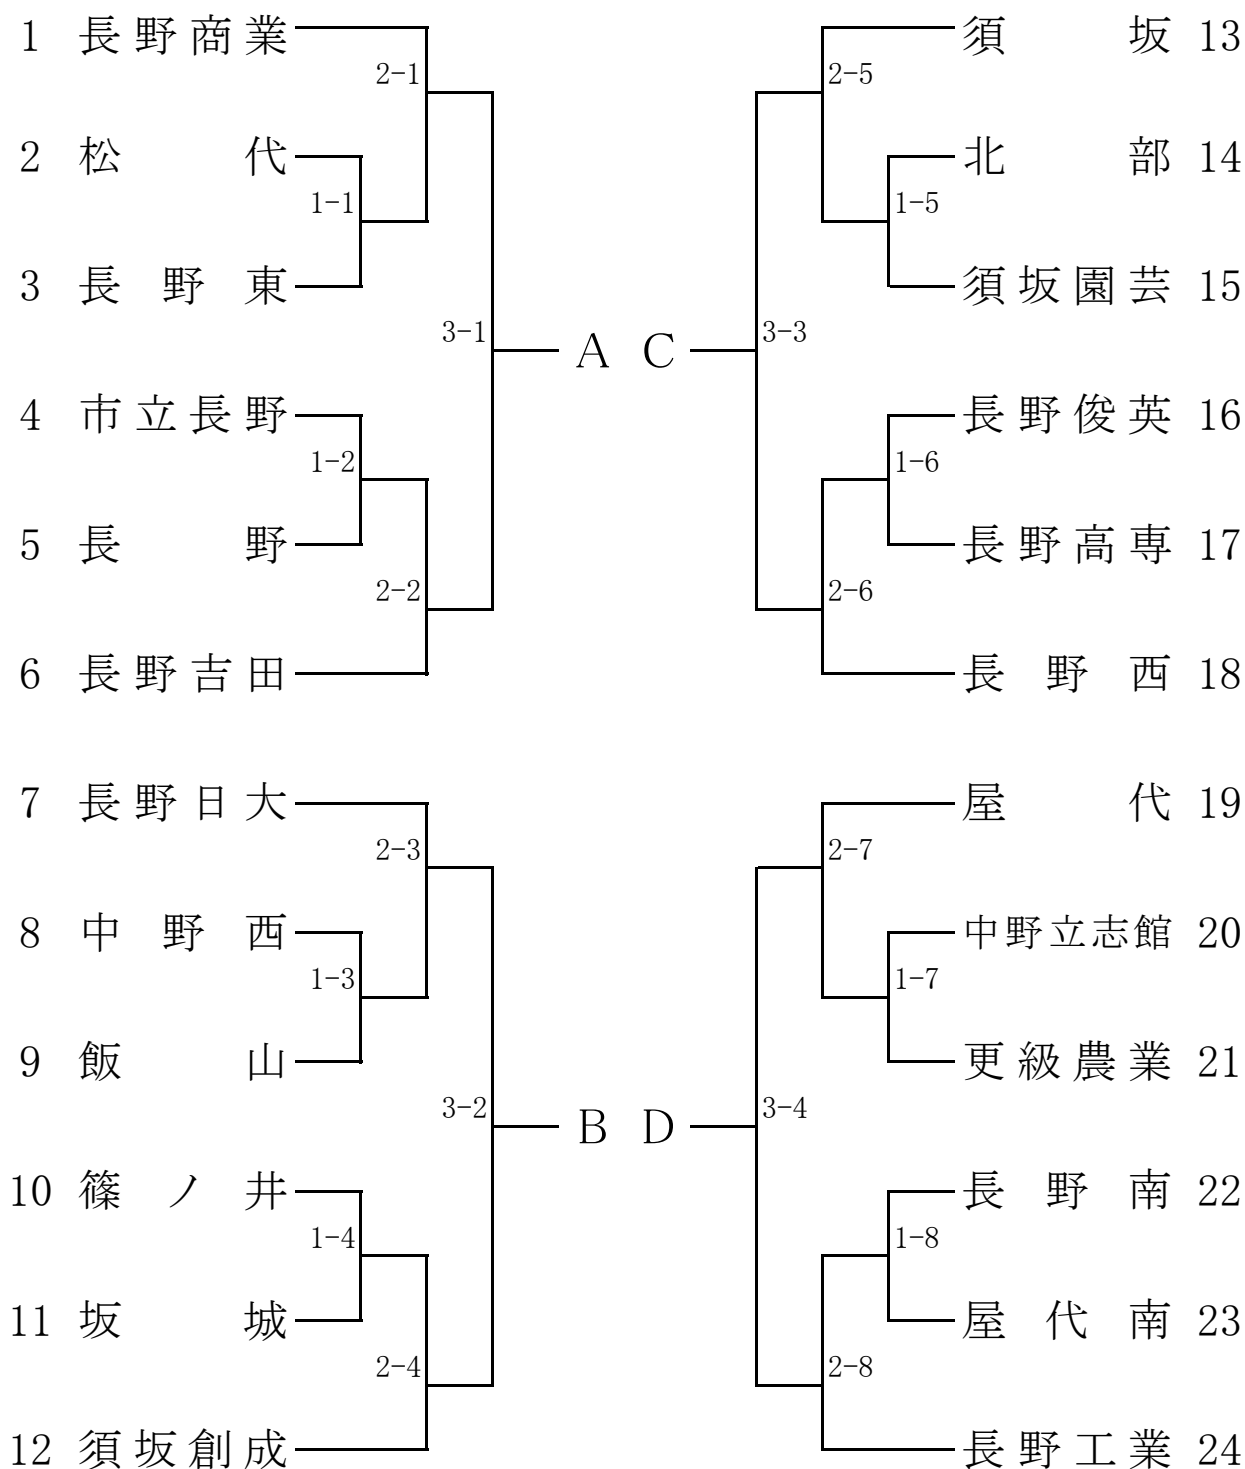 1 長野商業
2-1
2 松代
1-1
3 長野東
3-1
A
4 市立長野
1-2
5 長野
2-2
6 長野吉田
7 長野日大
2-3
8 中野西
1-3
9 飯山
3-2
B
10 篠ノ井
1-4
11 坂城
2-4
12 須坂創成
須坂 13
2-5
北部 14
1-5
須坂園芸 15
C
3-3
長野俊英 16
1-6
長野高専 17
2-6
長野西 18
屋代 19
2-7
中野立志館 20
1-7
更級農業 21
D
3-4
長野南 22
1-8
屋代南 23
2-8
長野工業 24